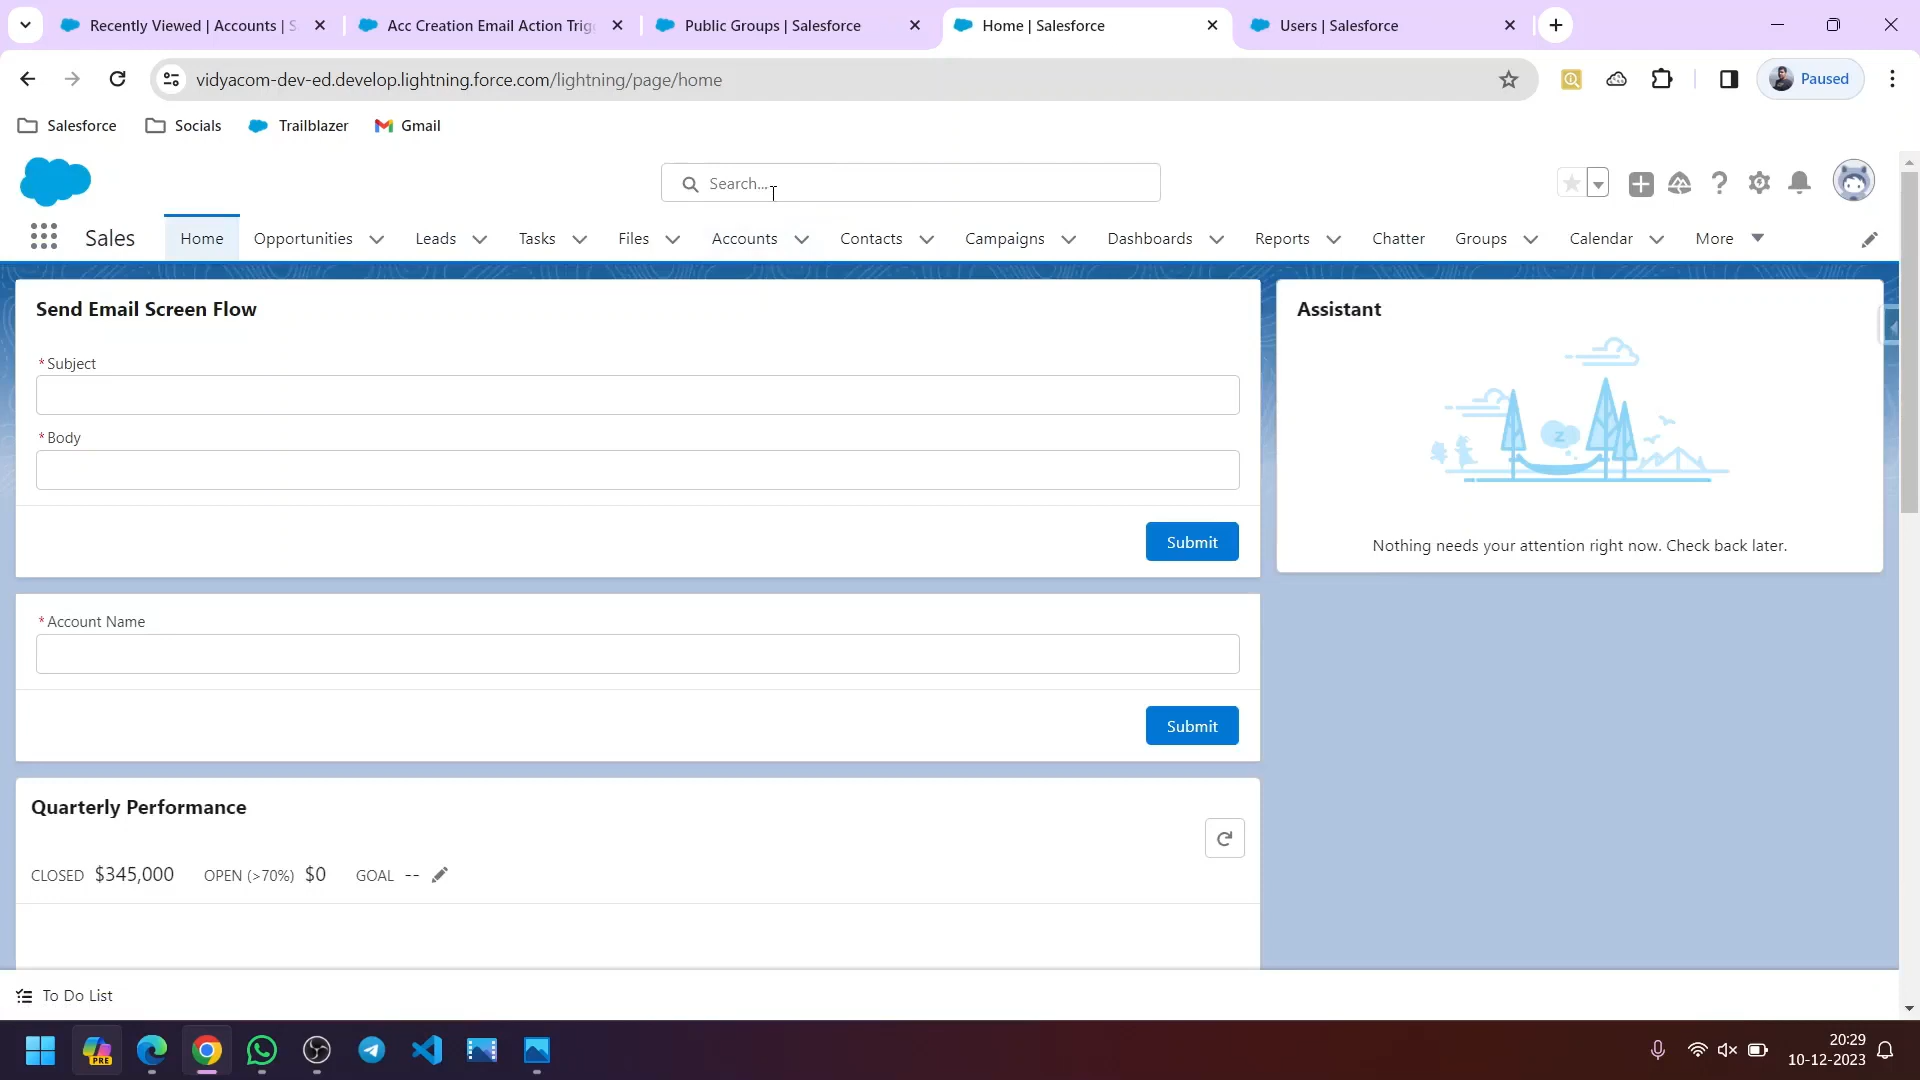 Recently Viewed | Accounts | S
Acc Creation Email Action Trig
Public Groups | Salesforce
Home | Salesforce
Users | Salesforce
vidyacom-dev-ed.develop.lightning.force.com/lightning/page/home
Paused
Salesforce
Socials
Trailblazer
Gmail
Search...
Sales
Home
Opportunities
Leads
Tasks
Files
Accounts
Contacts
Campaigns
Dashboards
Reports
Chatter
Groups
Calendar
More
Send Email Screen Flow
*Subject
*Body
Submit
Assistant
z
Nothing needs your attention right now. Check back later.
*Account Name
Submit
Quarterly Performance
CLOSED $345,000 OPEN (>70%) $0 GOAL --
To Do List
PRE
20:29
10-12-2023